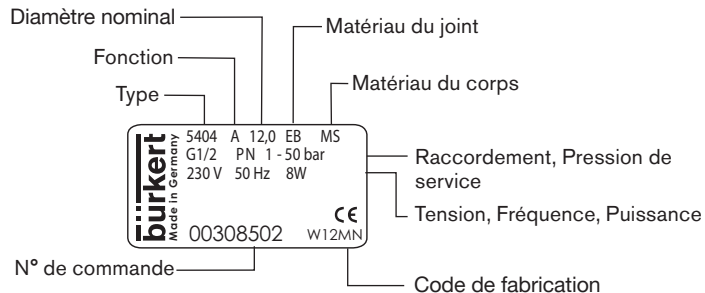 Diamètre nominal
Matériau du joint
Fonction
Matériau du corps
Type
5404 A 12,0 EB MS
G1/2 PN 1 - 50 bar
230 V 50 Hz 8W
bürkert
Made in Germany
Raccordement, Pression de
service
Tension, Fréquence, Puissance
CE
00308502 W12MN
N° de commande
Code de fabrication